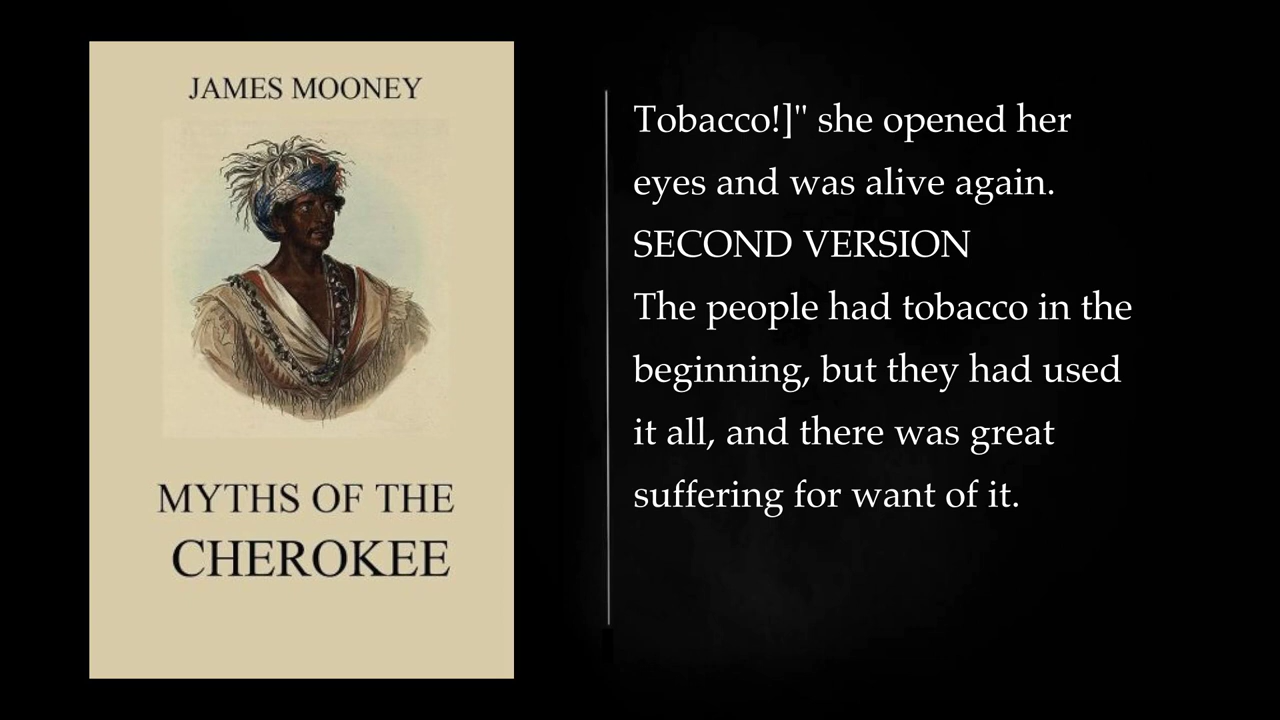 JAMES MOONEY
MYTHS OF THE
CHEROKEE
Tobacco!]" she opened her
eyes and was alive again.
SECOND VERSION
The people had tobacco in the
beginning, but they had used
it all, and there was great
suffering for want of it.